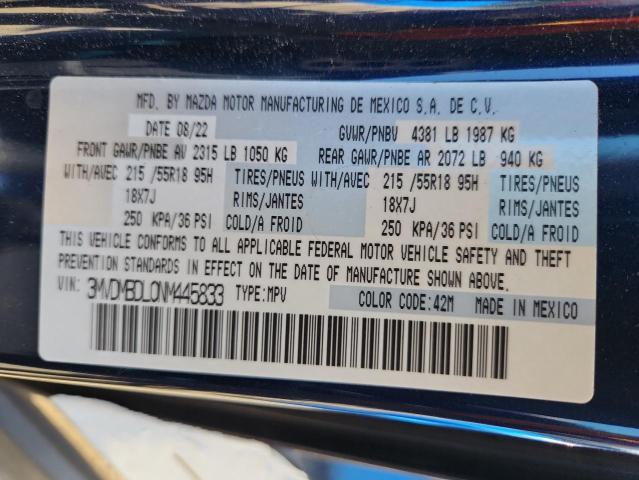 MFD. BY MAZDA MOTOR MANUFACTURING DE MEXICO S.A. DE C.V.
DATE 08/22 GVWR/PNBV 4381 LB 1987 KG
FRONT GAWR/PNBE AV 2315 LB 1050 KG REAR GAWR/PNBE AR 2072 LB 940 KG
WITH/AVEC 215 /55R18 95H TIRES/PNEUS WITH/AVEC 215 /55R18 95H TIRES/PNEUS
18X7J RIMS/JANTES 18X7J RIMS/JANTES
250 KPA/36 PSI COLD/A FROID 250 KPA/36 PSI COLD/A FROID
THIS VEHICLE CONFORMS TO ALL APPLICABLE FEDERAL MOTOR VEHICLE SAFETY AND THEFT
PREVENTION STANDARDS IN EFFECT ON THE DATE OF MANUFACTURE SHOWN ABOVE.
VIN: 3MVDMBDL0NM445833 TYPE:MPV COLOR CODE:42M MADE IN MEXICO